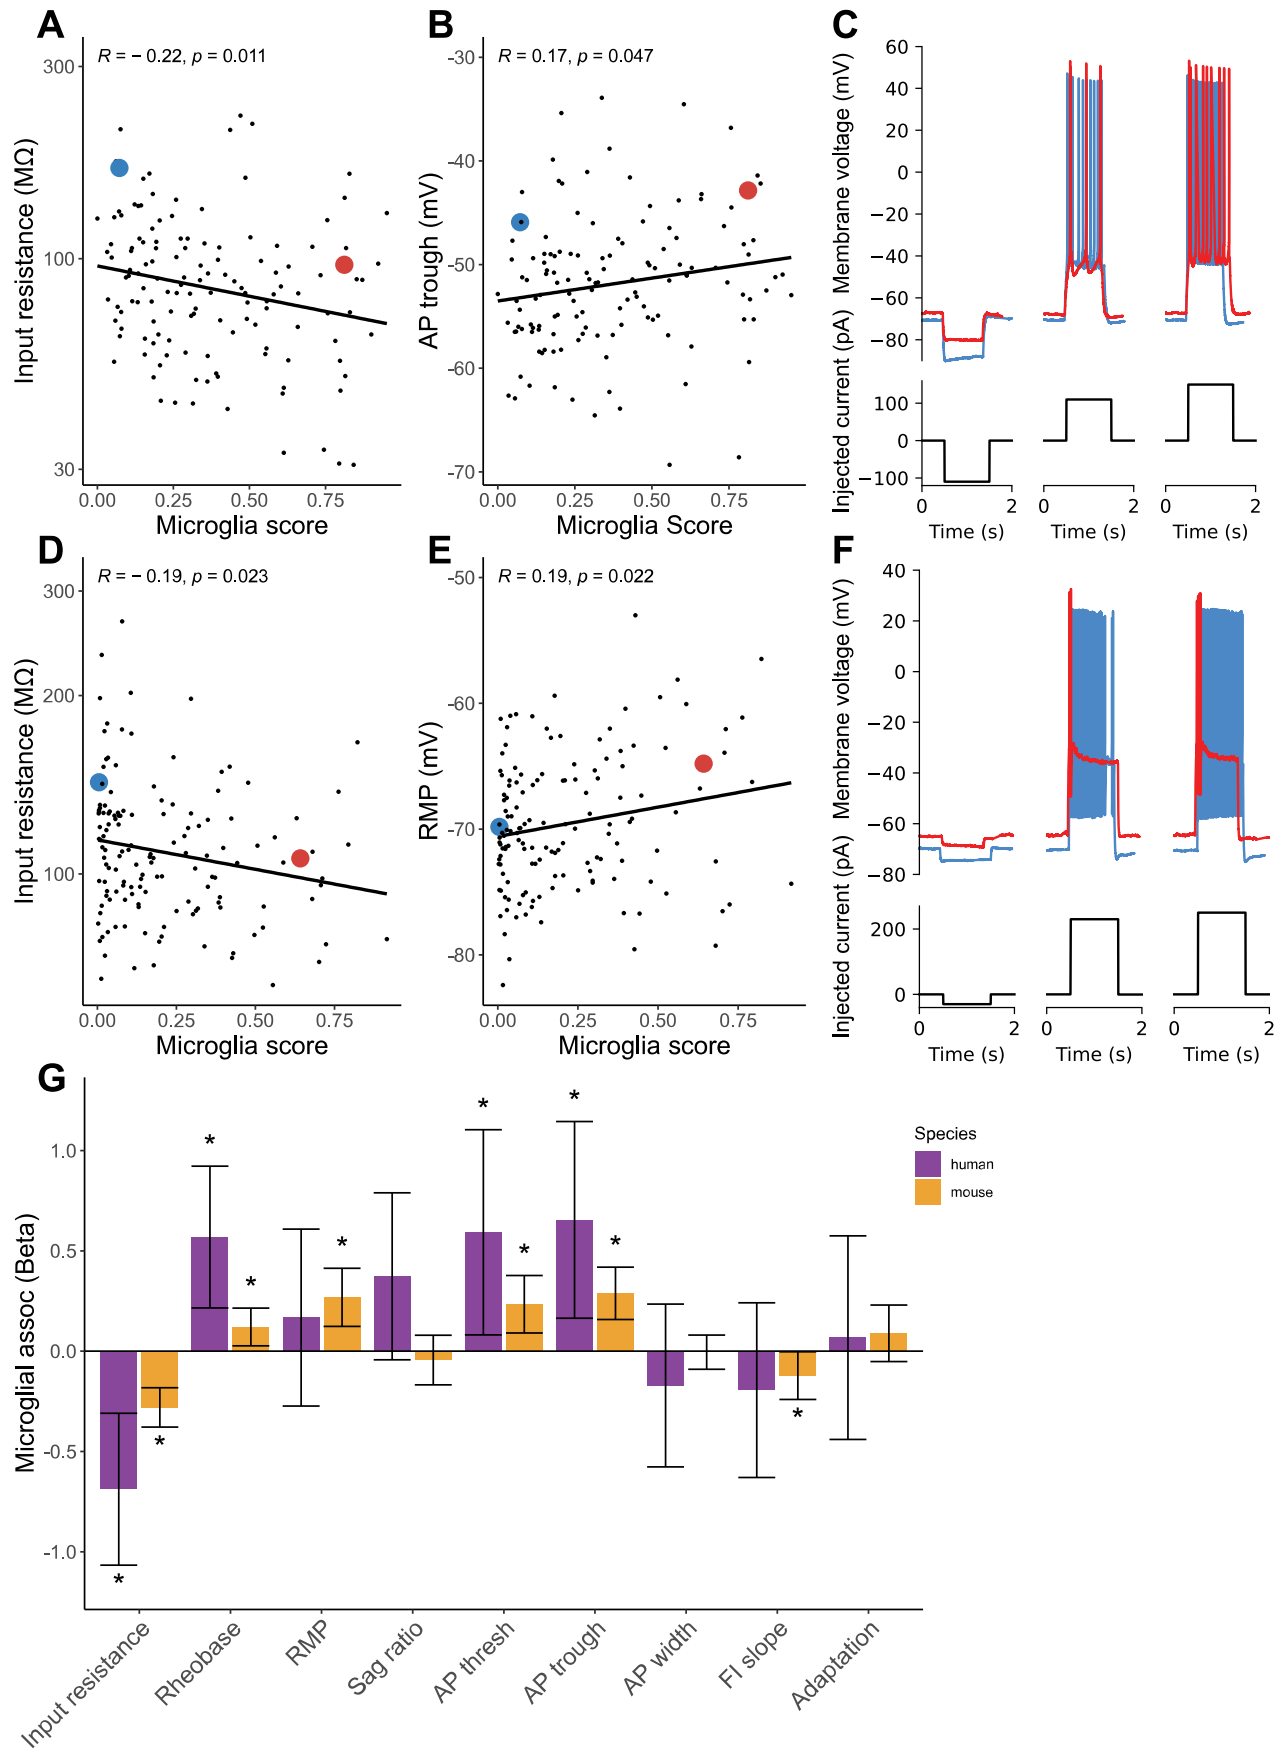 A
R = − 0.22, p = 0.011
300
100
30
Input resistance (MΩ)
0.00 0.25 0.50 0.75
Microglia score
B
R = 0.17, p = 0.047
-30
-40
-50
-60
-70
AP trough (mV)
0.00 0.25 0.50 0.75
Microglia Score
C
60
40
20
0
−20
−40
−60
−80
Membrane voltage (mV)
100
0
−100
Injected current (pA)
0 2 0 2 0 2
Time (s) Time (s) Time (s)
D
R = − 0.19, p = 0.023
300
200
100
Input resistance (MΩ)
0.00 0.25 0.50 0.75
Microglia score
E
R = 0.19, p = 0.022
-50
-60
-70
-80
RMP (mV)
0.00 0.25 0.50 0.75
Microglia score
F
40
20
0
−20
−40
−60
−80
Membrane voltage (mV)
200
0
Injected current (pA)
0 2 0 2 0 2
Time (s) Time (s) Time (s)
G
1.0
0.5
0.0
-0.5
-1.0
Microglial assoc (Beta)
* * * * * * * * * *
Species
human
mouse
Input resistance
Rheobase
RMP
Sag ratio
AP thresh
AP trough
AP width
FI slope
Adaptation